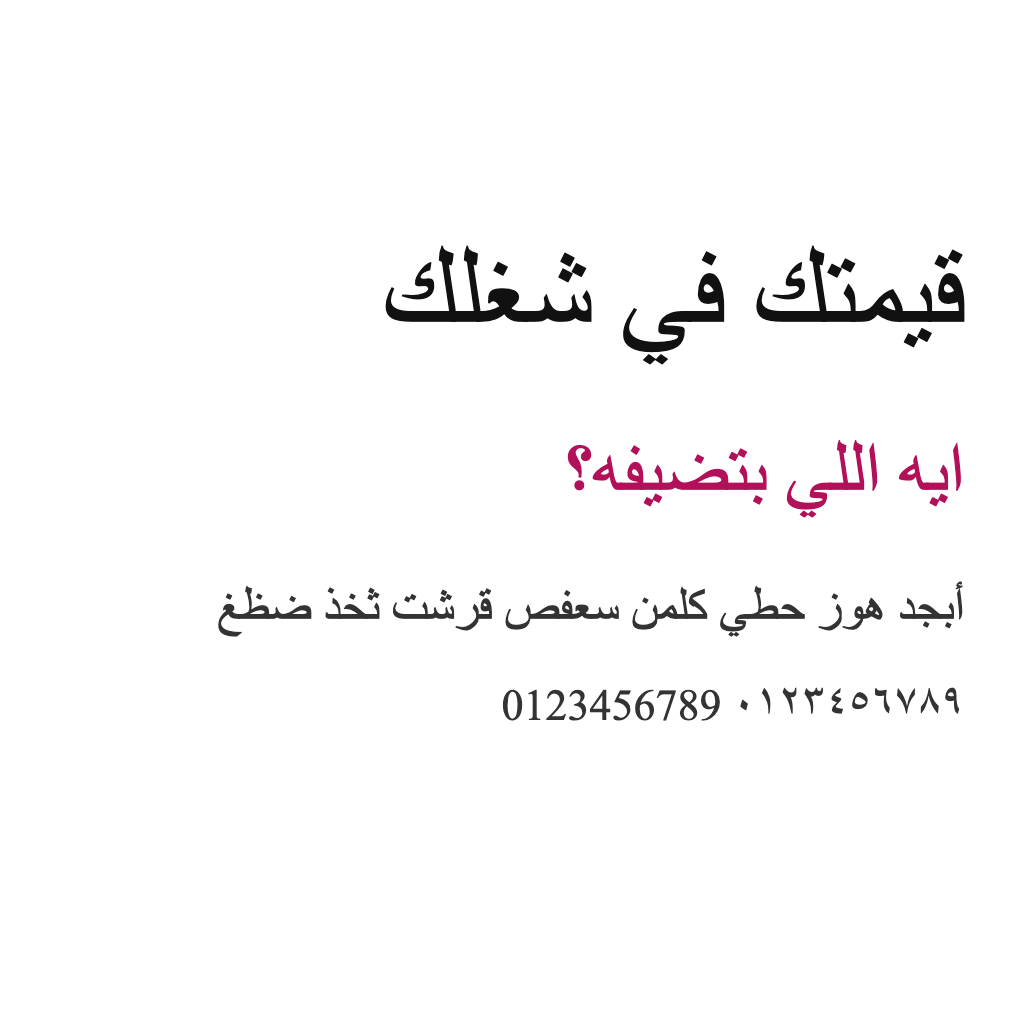 قيمتك في شغلك
ايه اللي بتضيفه؟
أبجد هوز حطي كلمن سعفص قرشت ثخذ ضظغ
٠١٢٣٤٥٦٧٨٩ 0123456789